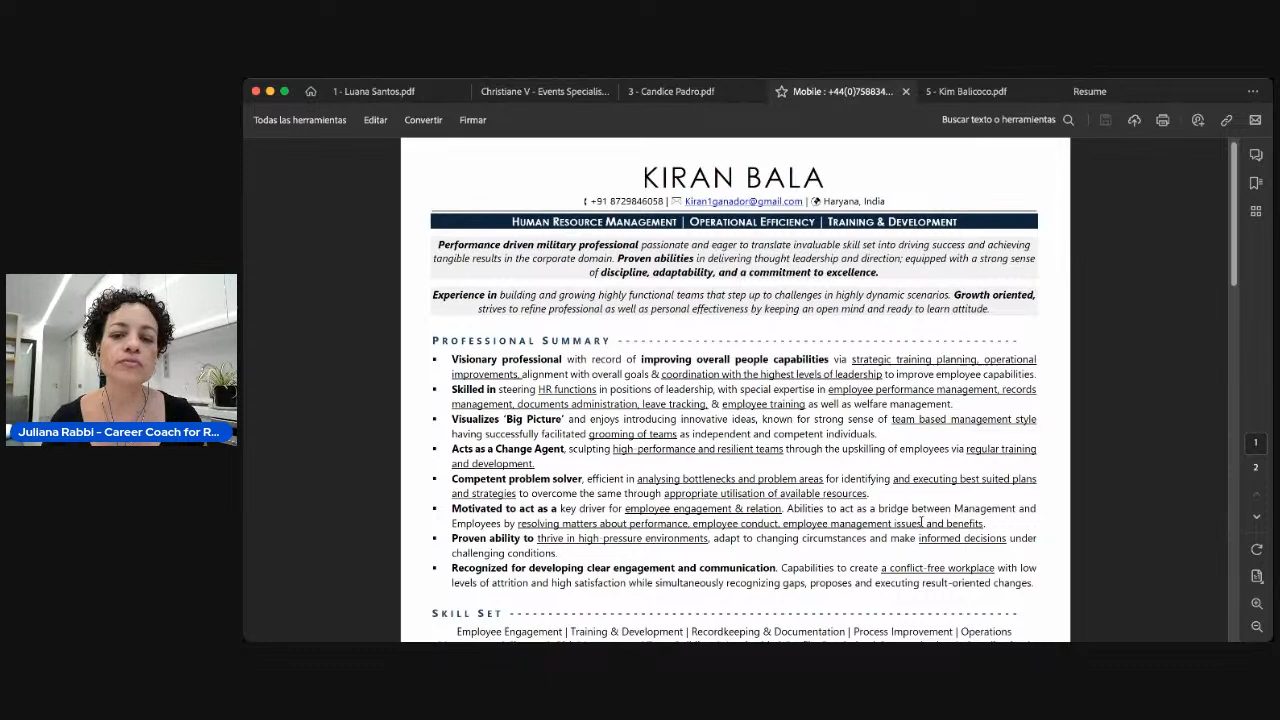 1 - Luana Santos.pdf
Christiane V - Events Specialis...
3 - Candice Padro.pdf
Mobile : +44(0)758834...
5 - Kim Balicoco.pdf
Resume
Todas las herramientas
Editar
Convertir
Firmar
Buscar texto o herramientas
KIRAN BALA
+91 8729846058 | Kiran1ganador@gmail.com | Haryana, India
HUMAN RESOURCE MANAGEMENT | OPERATIONAL EFFICIENCY | TRAINING & DEVELOPMENT
Performance driven military professional passionate and eager to translate invaluable skill set into driving success and achieving
tangible results in the corporate domain. Proven abilities in delivering thought leadership and direction; equipped with a strong sense
of discipline, adaptability, and a commitment to excellence.
Experience in building and growing highly functional teams that step up to challenges in highly dynamic scenarios. Growth oriented,
strives to refine professional as well as personal effectiveness by keeping an open mind and ready to learn attitude.
PROFESSIONAL SUMMARY
▪ Visionary professional with record of improving overall people capabilities via strategic training planning, operational
improvements, alignment with overall goals & coordination with the highest levels of leadership to improve employee capabilities.
▪ Skilled in steering HR functions in positions of leadership, with special expertise in employee performance management, records
management, documents administration, leave tracking, & employee training as well as welfare management.
▪ Visualizes 'Big Picture' and enjoys introducing innovative ideas, known for strong sense of team based management style
having successfully facilitated grooming of teams as independent and competent individuals.
▪ Acts as a Change Agent, sculpting high-performance and resilient teams through the upskilling of employees via regular training
and development.
▪ Competent problem solver, efficient in analysing bottlenecks and problem areas for identifying and executing best suited plans
and strategies to overcome the same through appropriate utilisation of available resources.
▪ Motivated to act as a key driver for employee engagement & relation. Abilities to act as a bridge between Management and
Employees by resolving matters about performance, employee conduct, employee management issues and benefits.
▪ Proven ability to thrive in high-pressure environments, adapt to changing circumstances and make informed decisions under
challenging conditions.
▪ Recognized for developing clear engagement and communication. Capabilities to create a conflict-free workplace with low
levels of attrition and high satisfaction while simultaneously recognizing gaps, proposes and executing result-oriented changes.
SKILL SET
Employee Engagement | Training & Development | Recordkeeping & Documentation | Process Improvement | Operations
1
2
Juliana Rabbi - Career Coach for R...